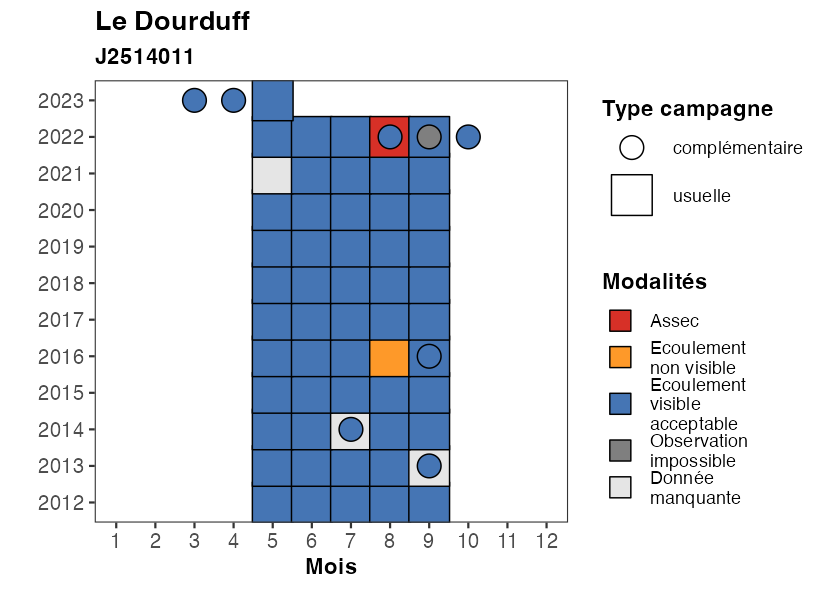 Le Dourduff
J2514011
2023
2022
2021
2020
2019
2018
2017
2016
2015
2014
2013
2012
1 2 3 4 5 6 7 8 9 10 11 12
Mois
Type campagne
complémentaire
usuelle
Modalités
Assec
Ecoulement
non visible
Ecoulement
visible
acceptable
Observation
impossible
Donnée
manquante